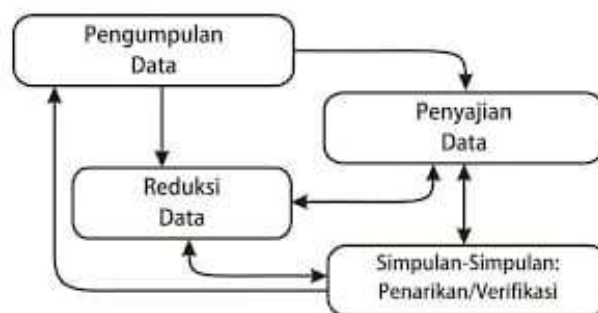 Pengumpulan
Data
Penyajian
Data
Reduksi
Data
Simpulan-Simpulan:
Penarikan/Verifikasi